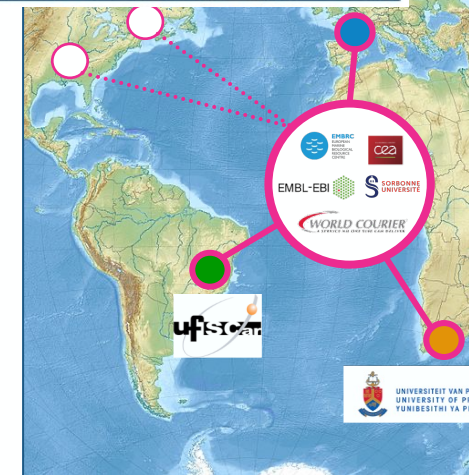 EMBRC
EUROPEAN
MARINE
BIOLOGICAL
RESOURCE
CENTRE
cea
EMBL-EBI
SORBONNE
UNIVERSITÉ
WORLD COURIER
ufscar
UNIVERSITEIT VAN P
UNIVERSITY OF P
YUNIBESITHI YA P